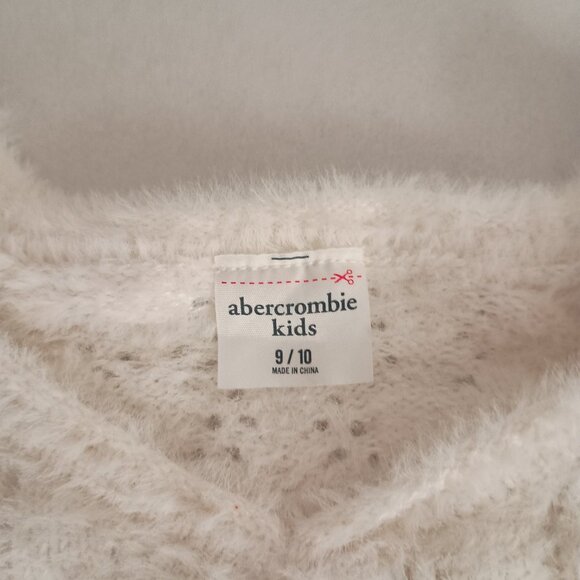 abercrombie
kids
9 / 10
MADE IN CHINA